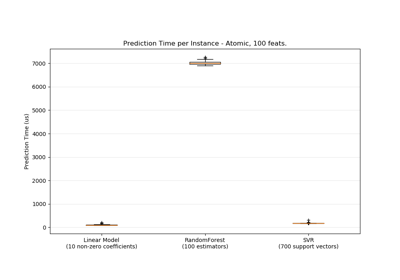 Prediction Time per Instance - Atomic, 100 feats.
Prediction Time (us)
7000
6000
5000
4000
3000
2000
1000
0
Linear Model
(10 non-zero coefficients)
RandomForest
(100 estimators)
SVR
(700 support vectors)